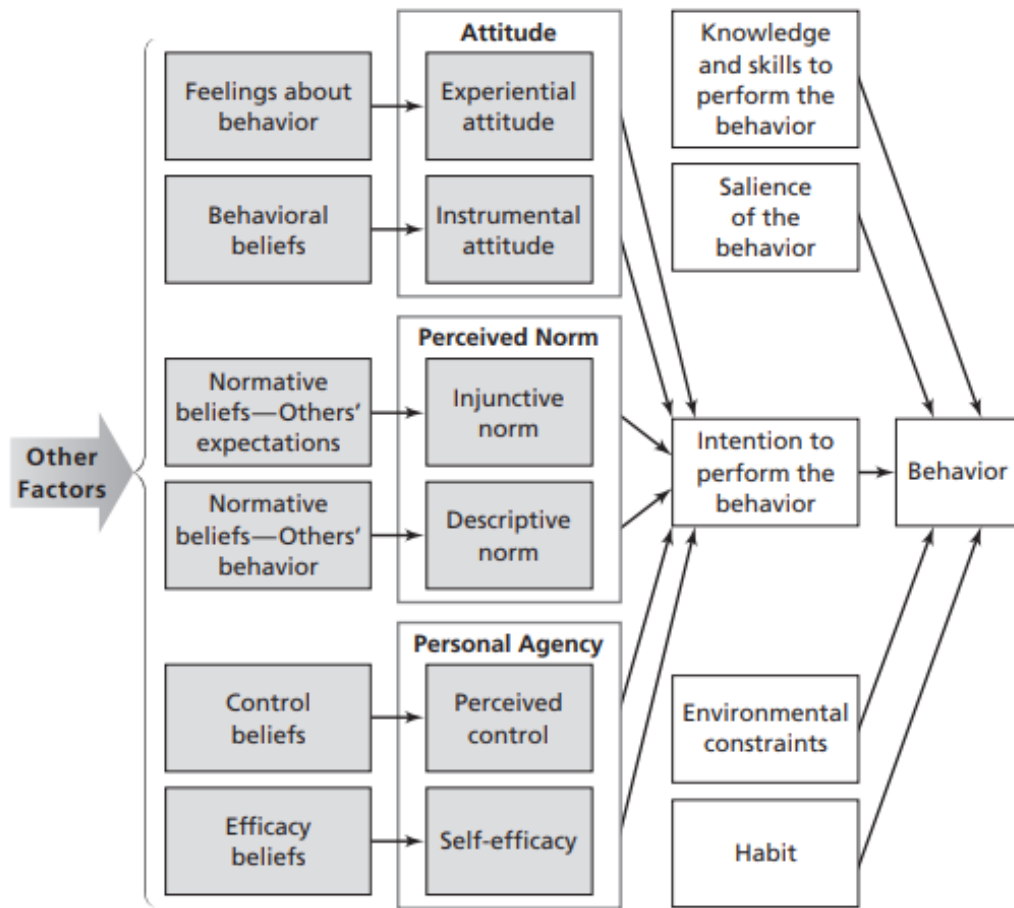 Attitude
Feelings about
behavior
Experiential
attitude
Behavioral
beliefs
Instrumental
attitude
Perceived Norm
Normative
beliefs—Others'
expectations
Injunctive
norm
Normative
beliefs—Others'
behavior
Descriptive
norm
Personal Agency
Control
beliefs
Perceived
control
Efficacy
beliefs
Self-efficacy
Other
Factors
Knowledge
and skills to
perform the
behavior
Salience
of the
behavior
Intention to
perform the
behavior
Behavior
Environmental
constraints
Habit